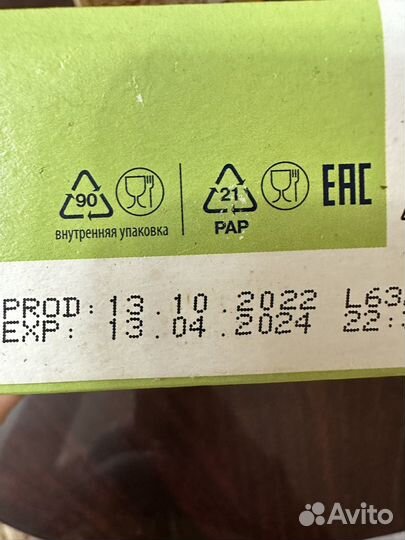 90
21
EAC
внутренняя упаковка
PAP
PROD: 13.10.2022
EXP: 13.04.2024
Avito